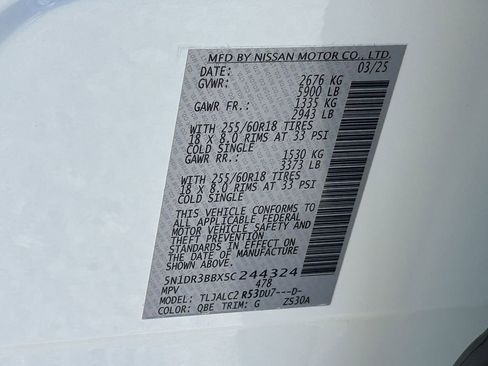 MFD BY NISSAN MOTOR CO., LTD.
DATE: 03/25
GVWR: 2676 KG
5900 LB
GAWR FR.: 1335 KG
2943 LB
WITH 255/60R18 TIRES
18 X 8.0 RIMS AT 33 PSI
COLD SINGLE
GAWR RR.: 1530 KG
3373 LB
WITH 255/60R18 TIRES
18 X 8.0 RIMS AT 33 PSI
COLD SINGLE
THIS VEHICLE CONFORMS TO
ALL APPLICABLE FEDERAL
MOTOR VEHICLE SAFETY AND
THEFT PREVENTION
STANDARDS IN EFFECT ON
THE DATE OF MANUFACTURE
SHOWN ABOVE.
5N1DR3BBXSC244324
MPV 478
MODEL: TLJALC2 R53DU7---D-
COLOR: QBE TRIM: G ZS30A